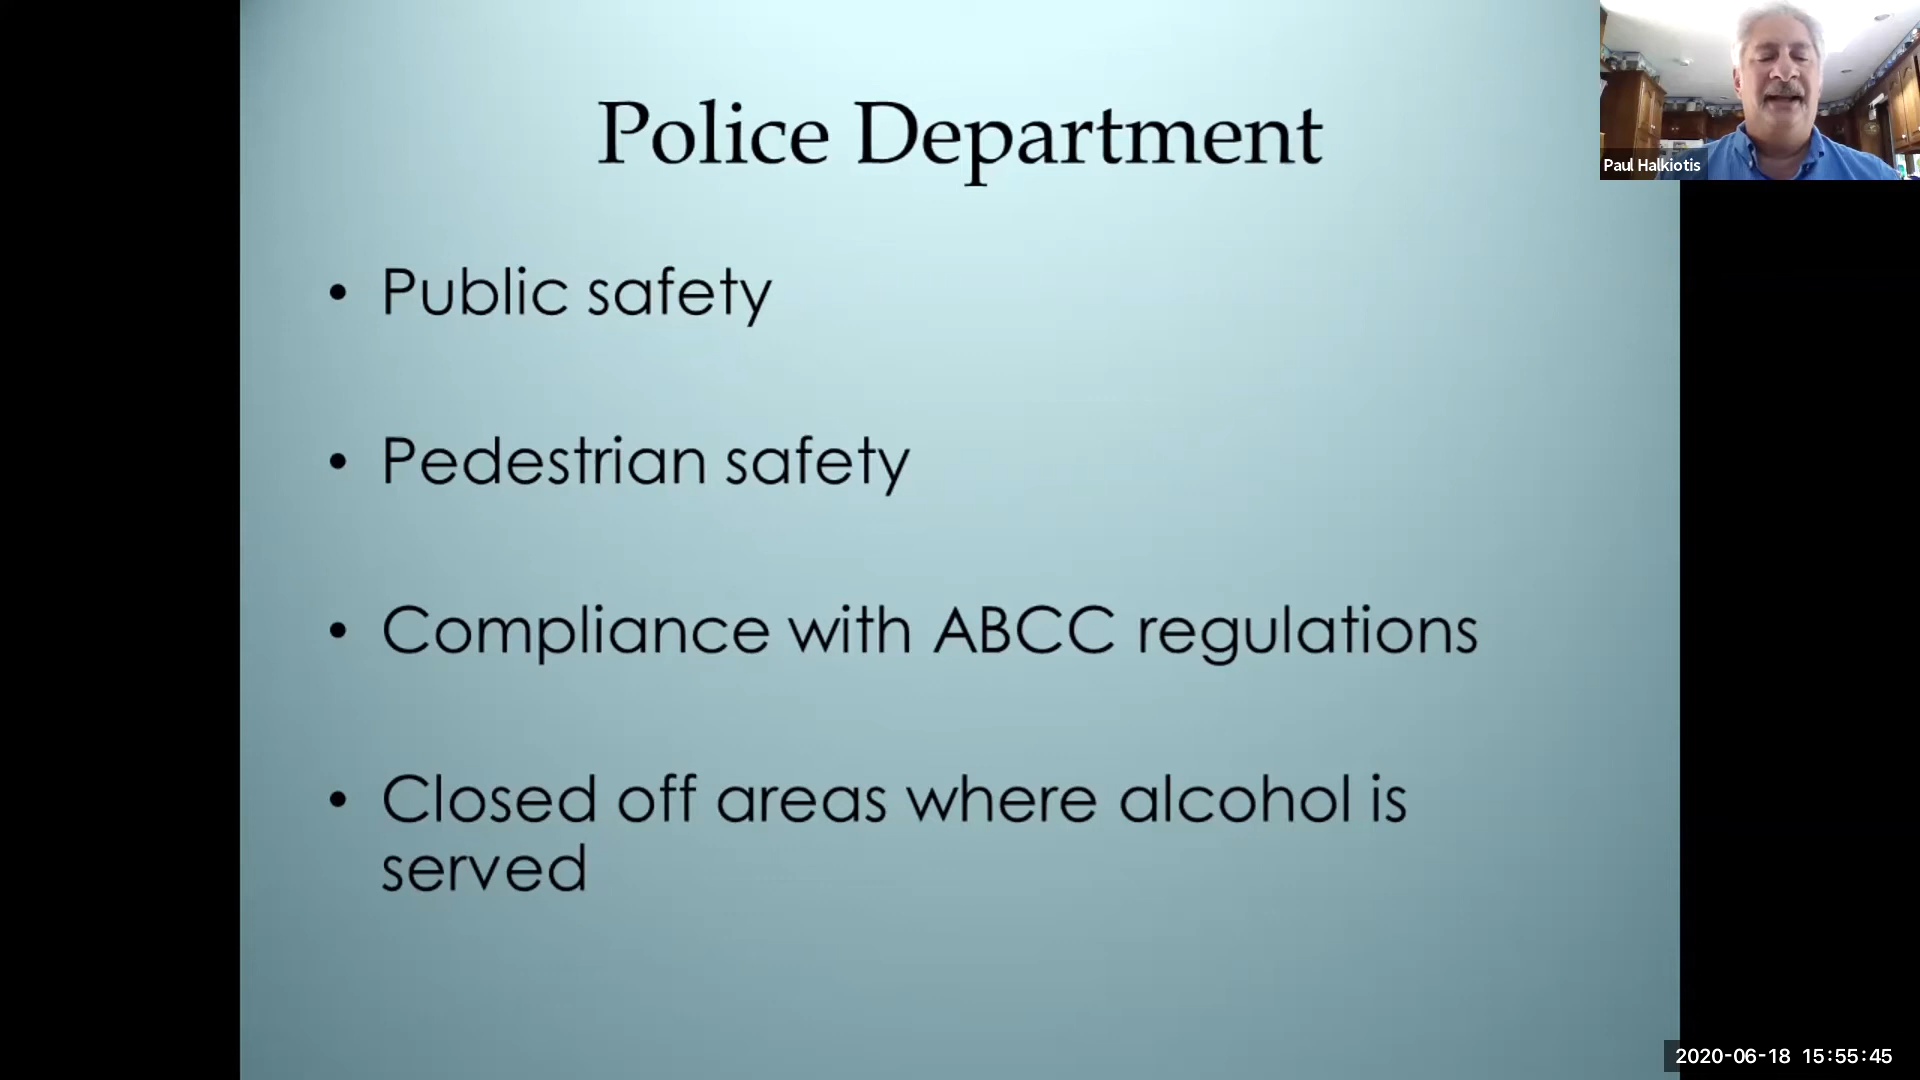 Police Department
Paul Halkiotis
• Public safety
• Pedestrian safety
• Compliance with ABCC regulations
• Closed off areas where alcohol is
served
2020-06-18 15:55:45